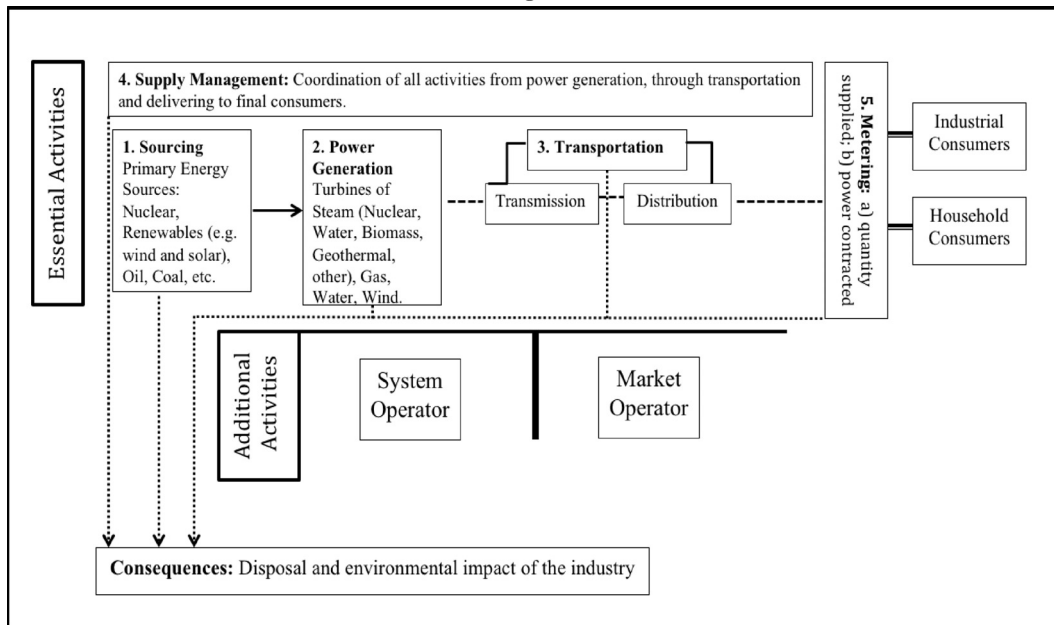 Essential Activities
4. Supply Management: Coordination of all activities from power generation, through transportation
and delivering to final consumers.
1. Sourcing
Primary Energy
Sources:
Nuclear,
Renewables (e.g.
wind and solar),
Oil, Coal, etc.
2. Power
Generation
Turbines of
Steam (Nuclear,
Water, Biomass,
Geothermal,
other), Gas,
Water, Wind.
3. Transportation
Transmission
Distribution
5. Metering: a) quantity
supplied; b) power contracted
Industrial
Consumers
Household
Consumers
Additional
Activities
System
Operator
Market
Operator
Consequences: Disposal and environmental impact of the industry